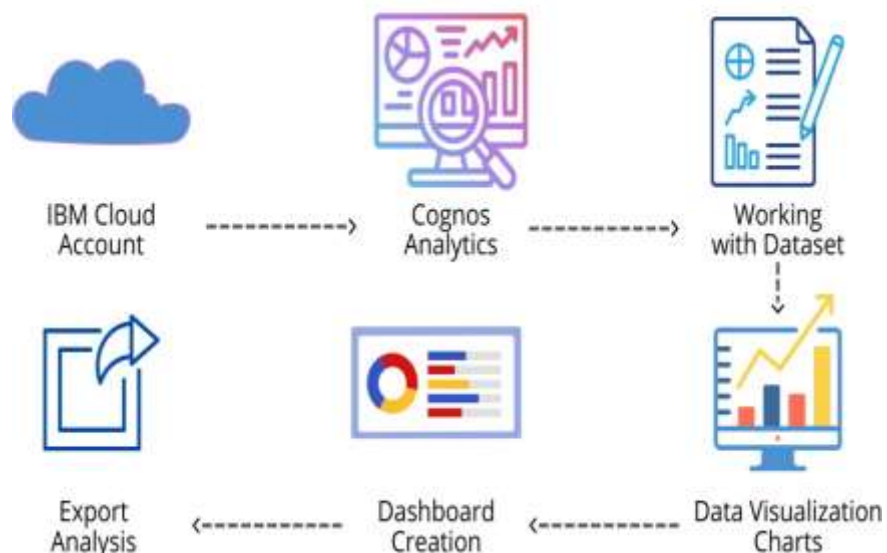 IBM Cloud
Account
Cognos
Analytics
Working
with Dataset
Data Visualization
Charts
Dashboard
Creation
Export
Analysis